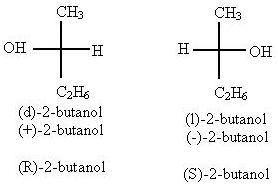 CH₃
OH H
C₂H₆
(d)-2-butanol
(+)-2-butanol
(R)-2-butanol
CH₃
H OH
C₂H₆
(l)-2-butanol
(-)-2-butanol
(S)-2-butanol